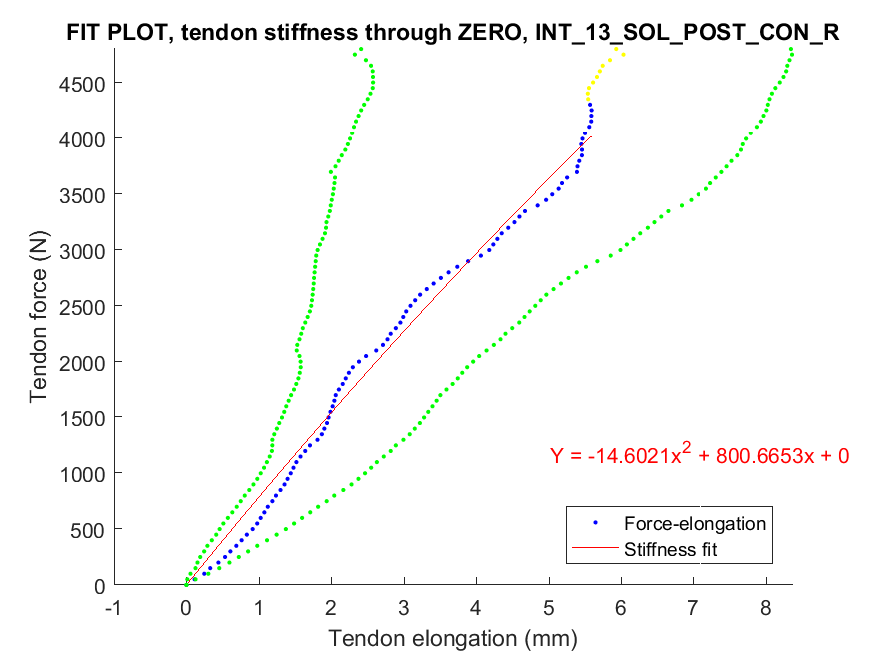 FIT PLOT, tendon stiffness through ZERO, INT_13_SOL_POST_CON_R
4500
4000
3500
3000
2500
2000
1500
1000
500
0
Tendon force (N)
Y = -14.6021x² + 800.6653x + 0
Force-elongation
Stiffness fit
-1 0 1 2 3 4 5 6 7 8
Tendon elongation (mm)